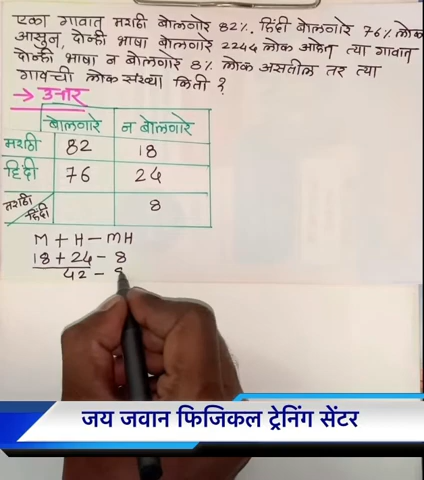 एका गावात मराठी बोलणारे 82%. हिंदी बोलणारे 76% लोक
आसुन, दोन्ही भाषा बोलणारे 2244 लोक आहेत त्या गावात
दोन्ही भाषा न बोलणारे 8% लोक असतील तर त्या
गावची लोक संख्या किती ?
→ उत्तर
बोलणारे न बोलणारे
मराठी 82 18
हिंदी 76 24
मराठी/हिंदी 8
M + H - MH
18 + 24 - 8
42 - 8
जय जवान फिजिकल ट्रेनिंग सेंटर